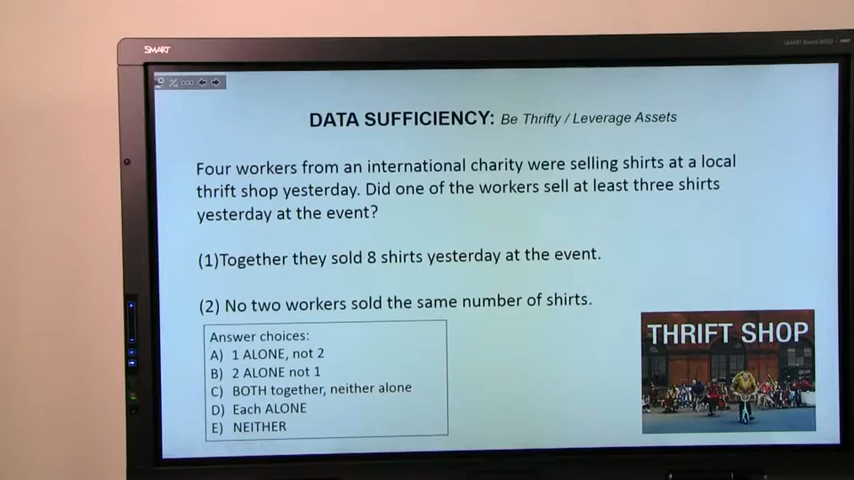 SMART
DATA SUFFICIENCY: Be Thrifty / Leverage Assets
Four workers from an international charity were selling shirts at a local
thrift shop yesterday. Did one of the workers sell at least three shirts
yesterday at the event?
(1)Together they sold 8 shirts yesterday at the event.
(2) No two workers sold the same number of shirts.
Answer choices:
A) 1 ALONE, not 2
B) 2 ALONE not 1
C) BOTH together, neither alone
D) Each ALONE
E) NEITHER
THRIFT SHOP